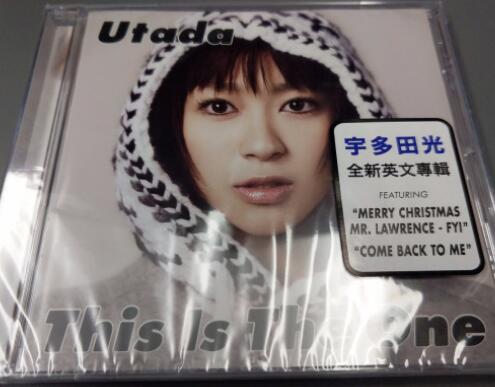 Utada
宇多田光
全新英文專輯
FEATURING
"MERRY CHRISTMAS
MR. LAWRENCE - FYI"
"COME BACK TO ME"
This Is The One